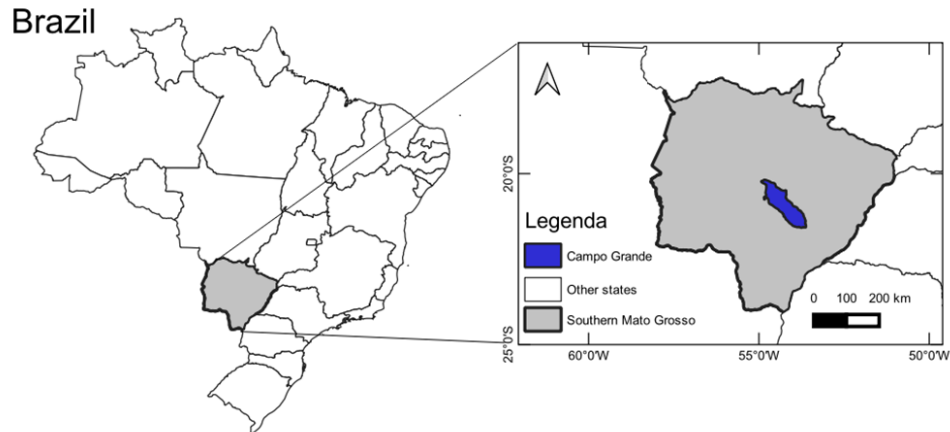 Brazil
20°0'S
25°0'S
Legenda
Campo Grande
Other states
Southern Mato Grosso
0 100 200 km
60°0'W 55°0'W 50°0'W